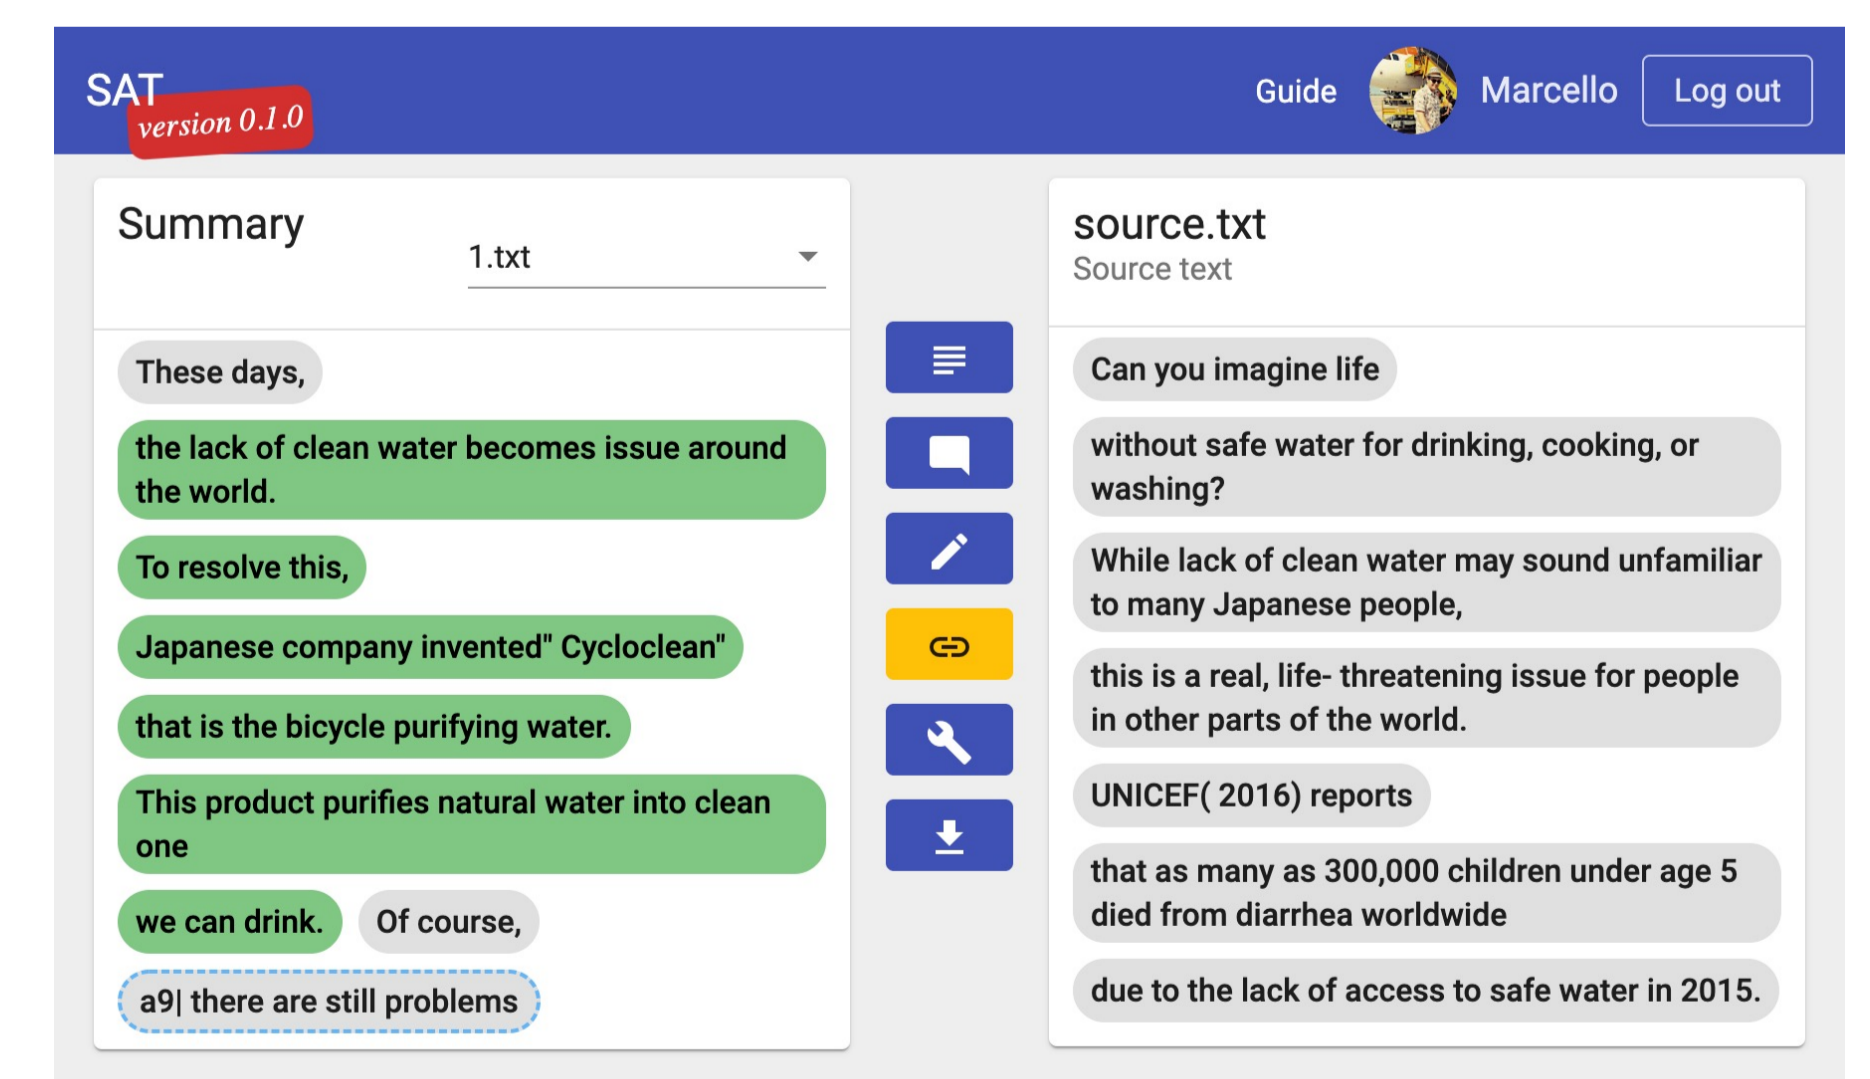 SAT
version 0.1.0
Guide
Marcello
Log out
Summary
1.txt
These days,
the lack of clean water becomes issue around
the world.
To resolve this,
Japanese company invented" Cycloclean"
that is the bicycle purifying water.
This product purifies natural water into clean
one
we can drink.
Of course,
a9| there are still problems
source.txt
Source text
Can you imagine life
without safe water for drinking, cooking, or
washing?
While lack of clean water may sound unfamiliar
to many Japanese people,
this is a real, life- threatening issue for people
in other parts of the world.
UNICEF( 2016) reports
that as many as 300,000 children under age 5
died from diarrhea worldwide
due to the lack of access to safe water in 2015.